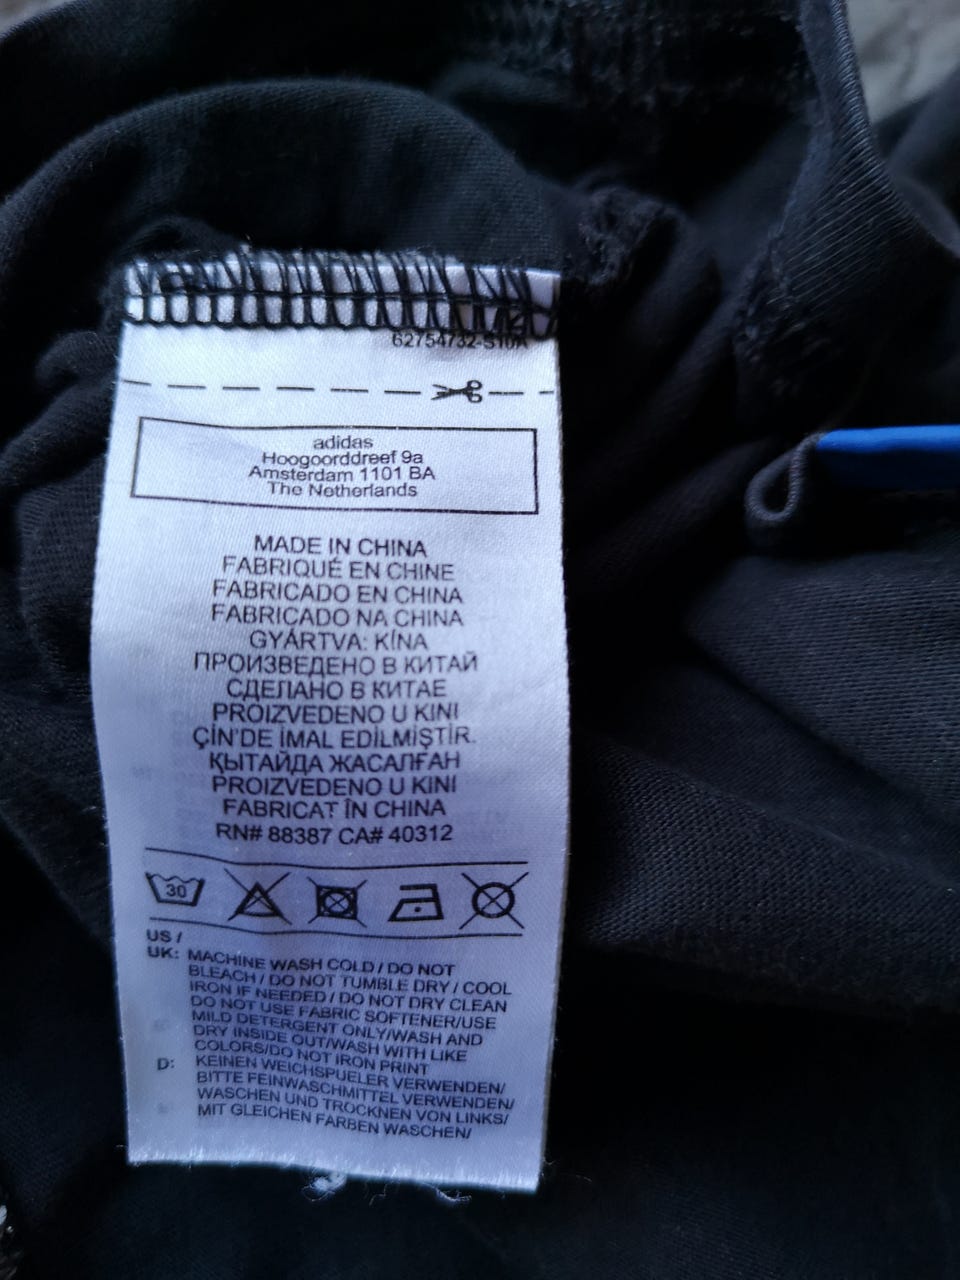 62754732-S10A
adidas
Hoogoorddreef 9a
Amsterdam 1101 BA
The Netherlands
MADE IN CHINA
FABRIQUÉ EN CHINE
FABRICADO EN CHINA
FABRICADO NA CHINA
GYÁRTVA: KÍNA
ПРОИЗВЕДЕНО В КИТАЙ
СДЕЛАНО В КИТАЕ
PROIZVEDENO U KINI
ÇİN'DE İMAL EDİLMİŞTİR.
ҚЫТАЙДА ЖАСАЛҒАН
PROIZVEDENO U KINI
FABRICAT ÎN CHINA
RN# 88387 CA# 40312
30
US /
UK: MACHINE WASH COLD / DO NOT
BLEACH / DO NOT TUMBLE DRY / COOL
IRON IF NEEDED / DO NOT DRY CLEAN
DO NOT USE FABRIC SOFTENER/USE
MILD DETERGENT ONLY/WASH AND
DRY INSIDE OUT/WASH WITH LIKE
COLORS/DO NOT IRON PRINT
D: KEINEN WEICHSPUELER VERWENDEN/
BITTE FEINWASCHMITTEL VERWENDEN/
WASCHEN UND TROCKNEN VON LINKS/
MIT GLEICHEN FARBEN WASCHEN/